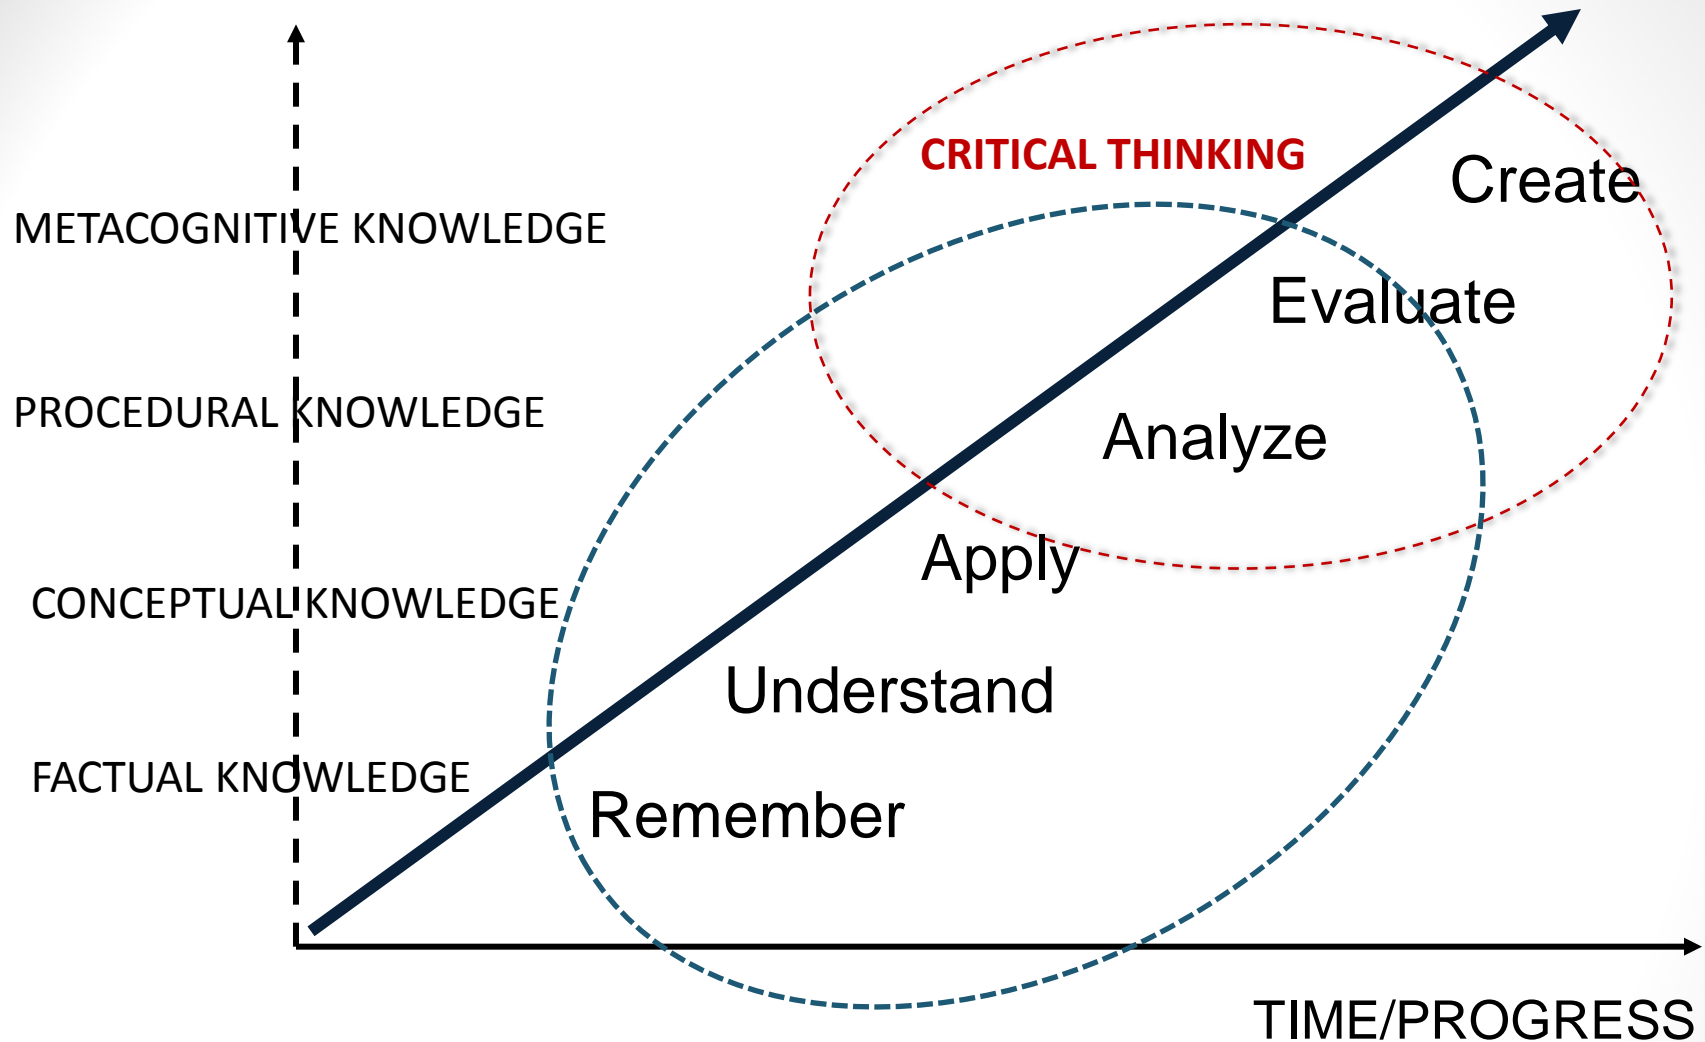 CRITICAL THINKING
Create
METACOGNITIVE KNOWLEDGE
Evaluate
PROCEDURAL KNOWLEDGE
Analyze
Apply
CONCEPTUAL KNOWLEDGE
Understand
FACTUAL KNOWLEDGE
Remember
TIME/PROGRESS